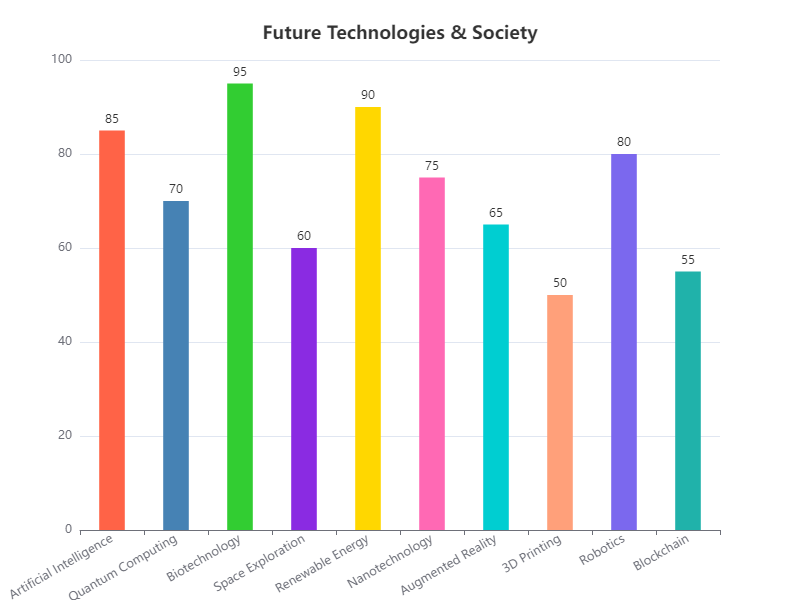 Future Technologies & Society
100
80
60
40
20
0
85
70
95
60
90
75
65
50
80
55
Artificial Intelligence
Quantum Computing
Biotechnology
Space Exploration
Renewable Energy
Nanotechnology
Augmented Reality
3D Printing
Robotics
Blockchain